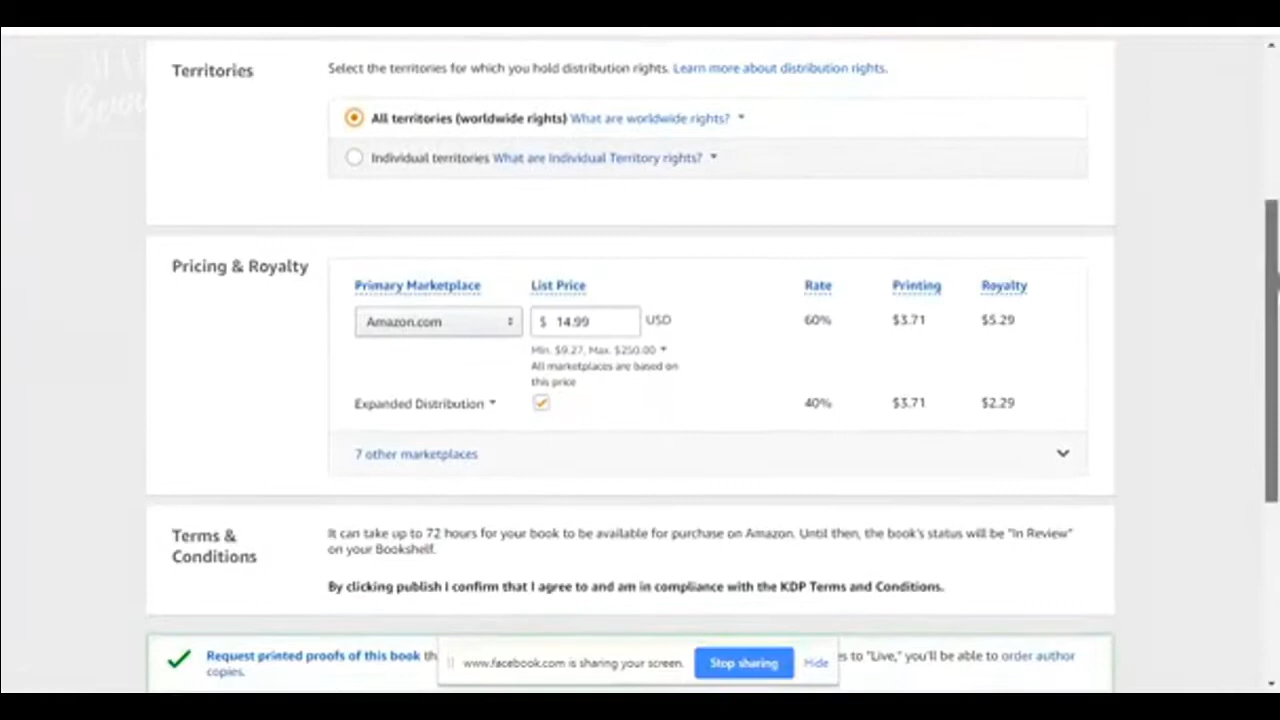 Territories
Select the territories for which you hold distribution rights. Learn more about distribution rights.
All territories (worldwide rights) What are worldwide rights?
Individual territories What are Individual Territory rights?
Pricing & Royalty
Primary Marketplace List Price Rate Printing Royalty
Amazon.com $ 14.99 USD 60% $3.71 $5.29
Min. $9.27, Max. $250.00
All marketplaces are based on
this price
Expanded Distribution 40% $3.71 $2.29
7 other marketplaces
Terms &
Conditions
It can take up to 72 hours for your book to be available for purchase on Amazon. Until then, the book's status will be "In Review"
on your Bookshelf.
By clicking publish I confirm that I agree to and am in compliance with the KDP Terms and Conditions.
Request printed proofs of this book
www.facebook.com is sharing your screen. Stop sharing Hide
to "Live," you'll be able to order author
copies.